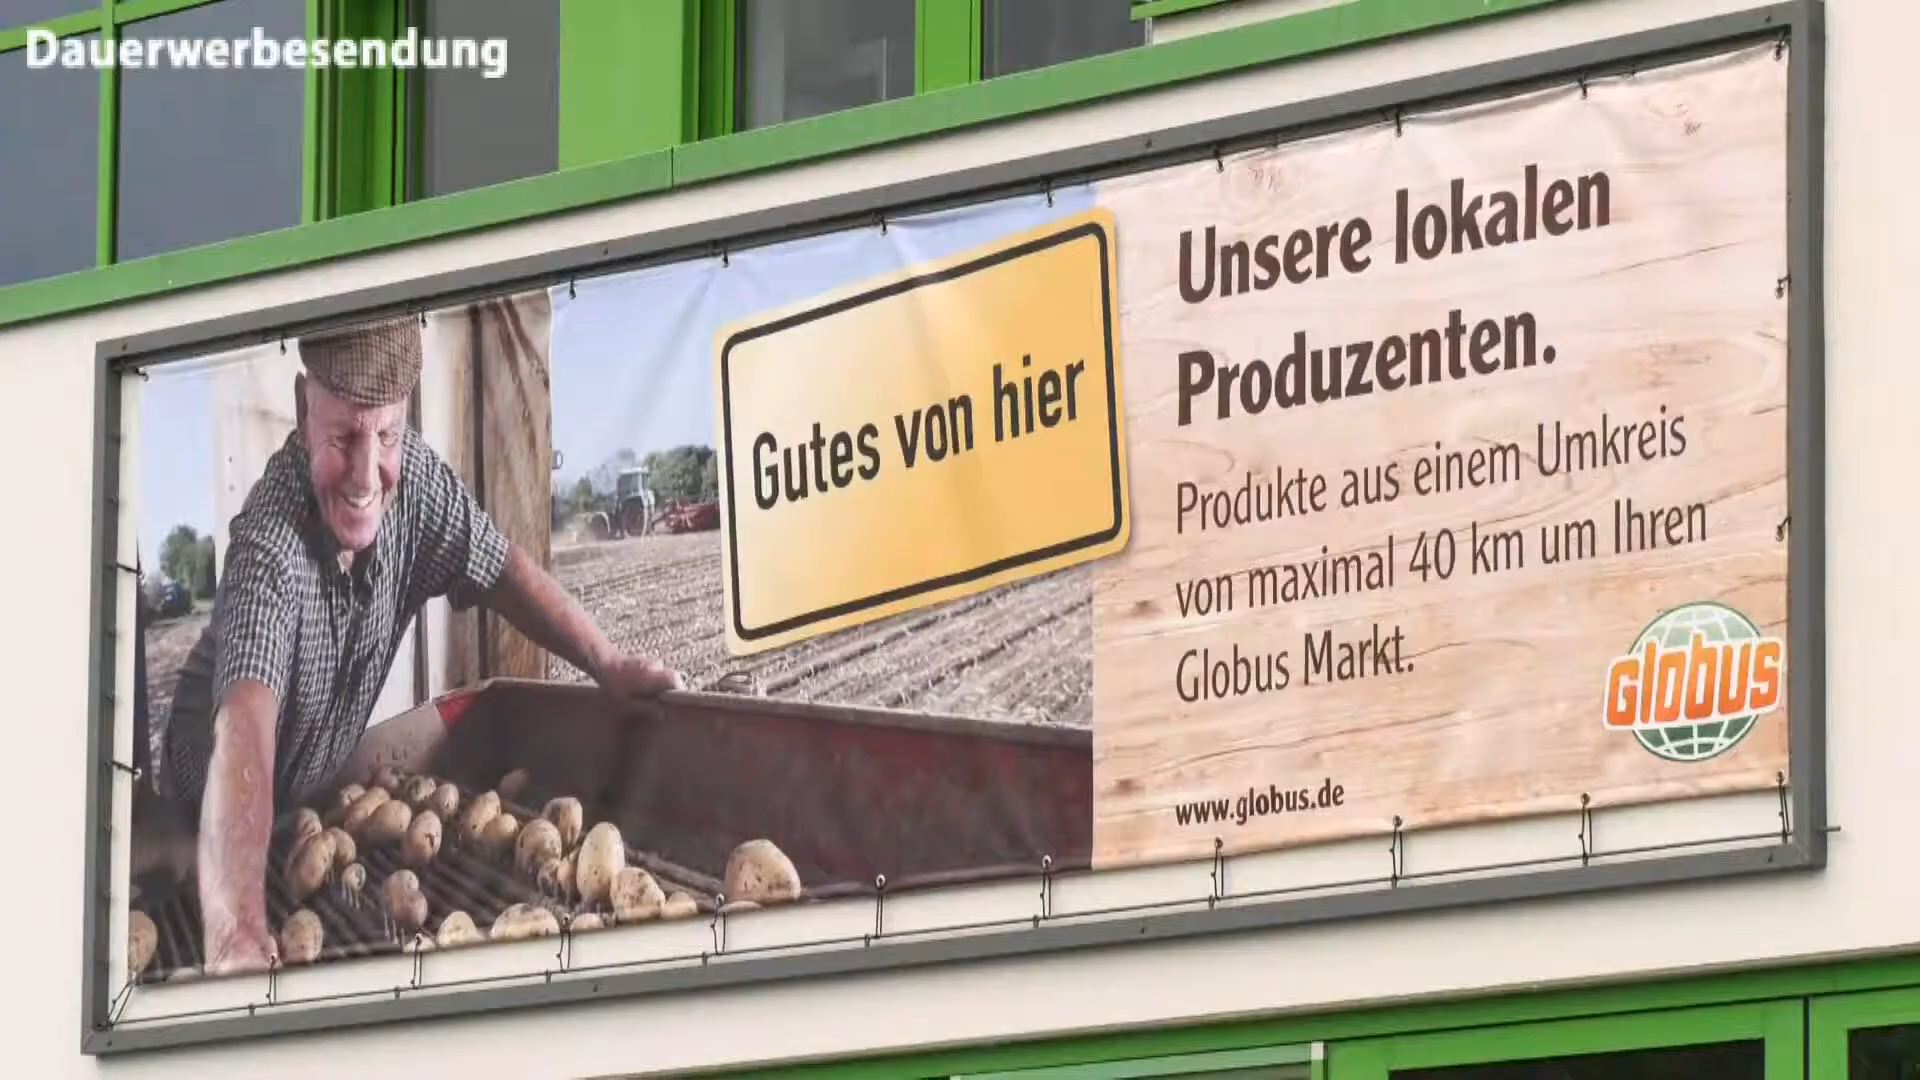 Dauerwerbesendung
Gutes von hier
Unsere lokalen
Produzenten.
Produkte aus einem Umkreis
von maximal 40 km um Ihren
Globus Markt.
Globus
www.globus.de